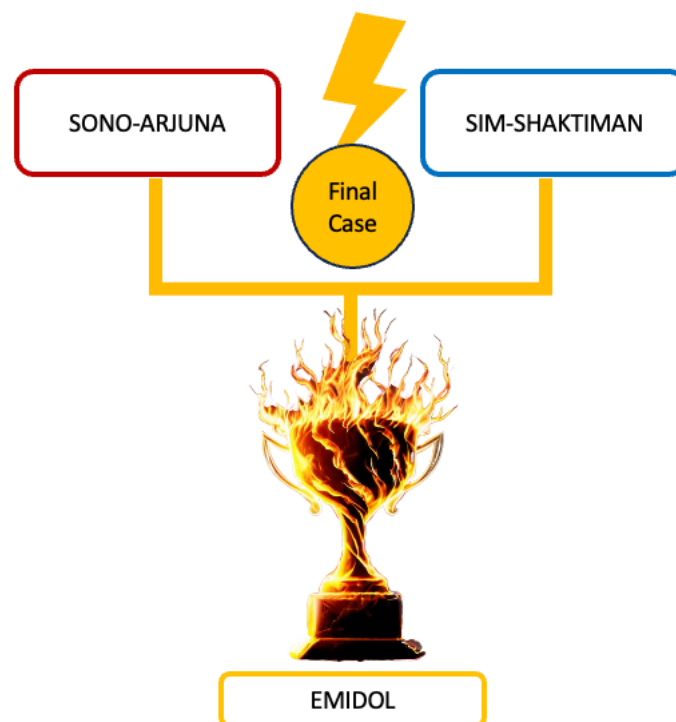 SONO-ARJUNA
SIM-SHAKTIMAN
Final
Case
EMIDOL